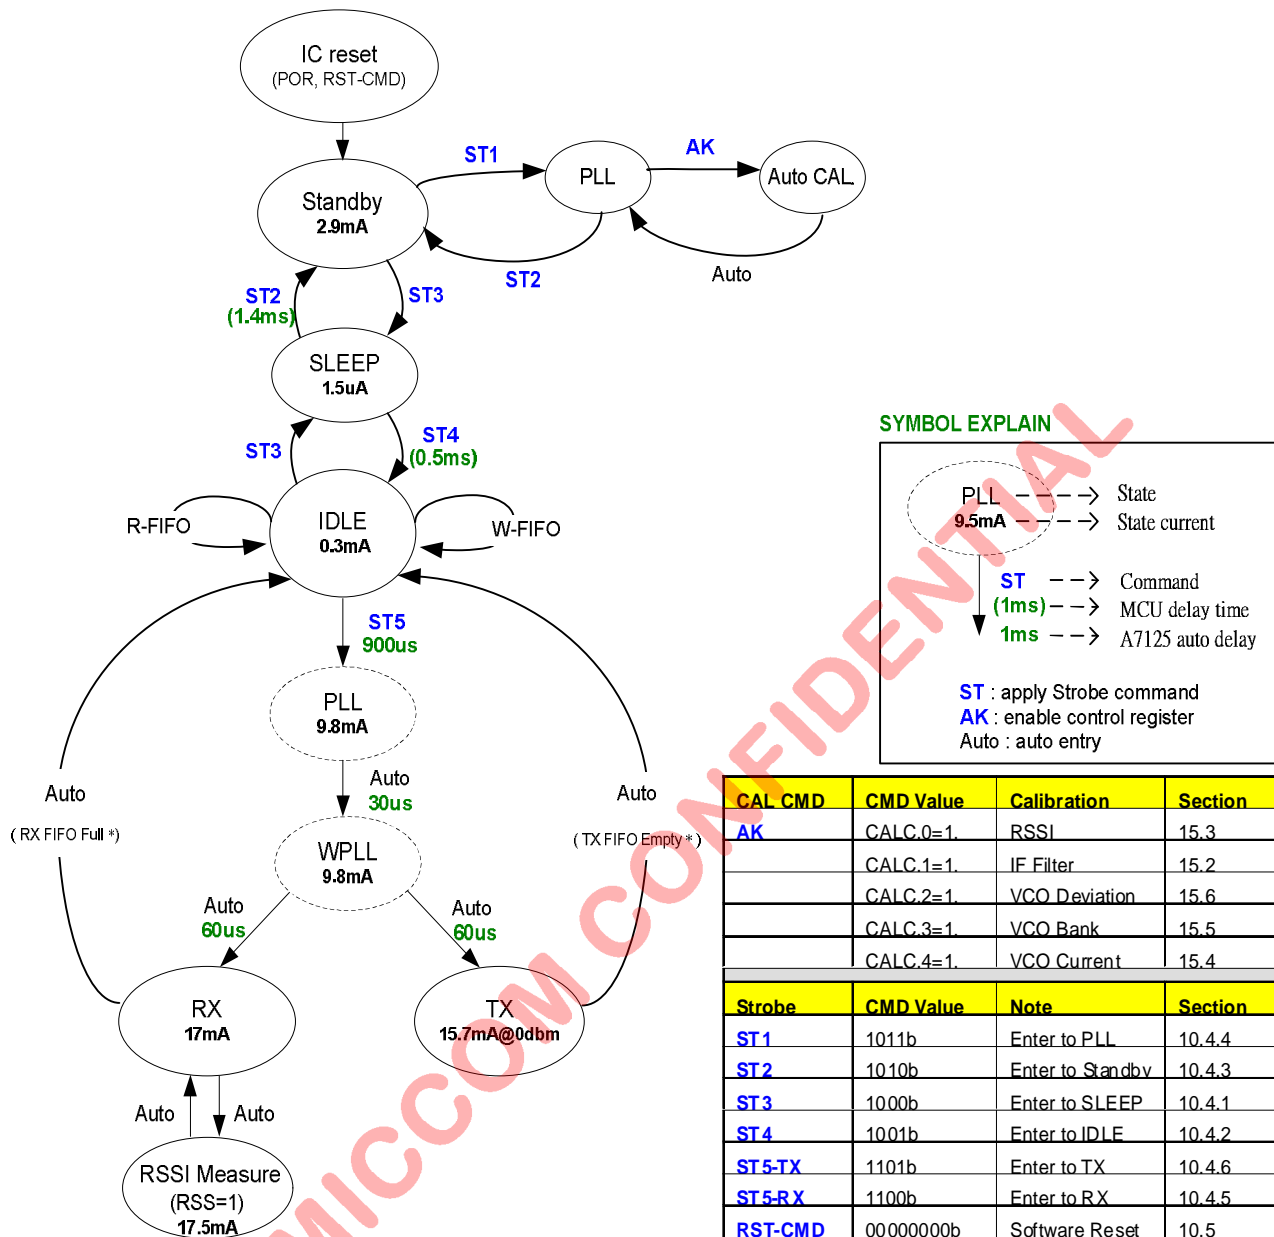 IC reset
(POR, RST-CMD)
ST1
AK
PLL
Auto CAL.
Standby
2.9mA
ST2
Auto
ST2
(1.4ms)
ST3
SLEEP
1.5uA
ST3
ST4
(0.5ms)
R-FIFO
IDLE
0.3mA
W-FIFO
ST5
900us
PLL
9.8mA
Auto
30us
Auto
( RX FIFO Full *)
Auto
( TX FIFO Empty * )
WPLL
9.8mA
Auto
60us
Auto
60us
RX
17mA
TX
15.7mA@0dbm
Auto
Auto
RSSI Measure
(RSS=1)
17.5mA
SYMBOL EXPLAIN
PLL
State
9.5mA
State current
ST
Command
(1ms)
MCU delay time
1ms
A7125 auto delay
ST : apply Strobe command
AK : enable control register
Auto : auto entry
CAL CMD CMD Value Calibration Section
AK CALC.0=1. RSSI 15.3
CALC.1=1. IF Filter 15.2
CALC.2=1. VCO Deviation 15.6
CALC.3=1. VCO Bank 15.5
CALC.4=1. VCO Current 15.4
Strobe CMD Value Note Section
ST1 1011b Enter to PLL 10.4.4
ST2 1010b Enter to Standby 10.4.3
ST3 1000b Enter to SLEEP 10.4.1
ST4 1001b Enter to IDLE 10.4.2
ST5-TX 1101b Enter to TX 10.4.6
ST5-RX 1100b Enter to RX 10.4.5
RST-CMD 00000000b Software Reset 10.5
MICCOM CONFIDENTIAL